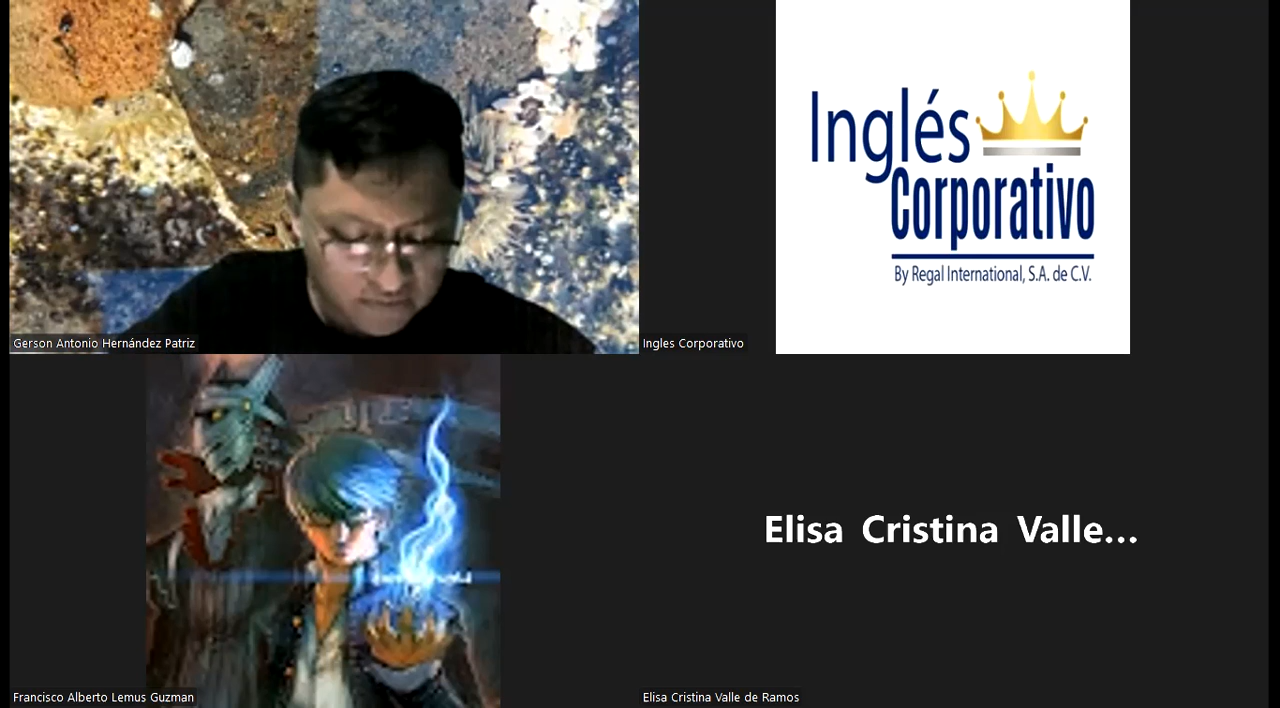 Inglés
Corporativo
By Regal International, S.A. de C.V.
Gerson Antonio Hernández Patriz
Ingles Corporativo
Elisa Cristina Valle...
Francisco Alberto Lemus Guzman
Elisa Cristina Valle de Ramos